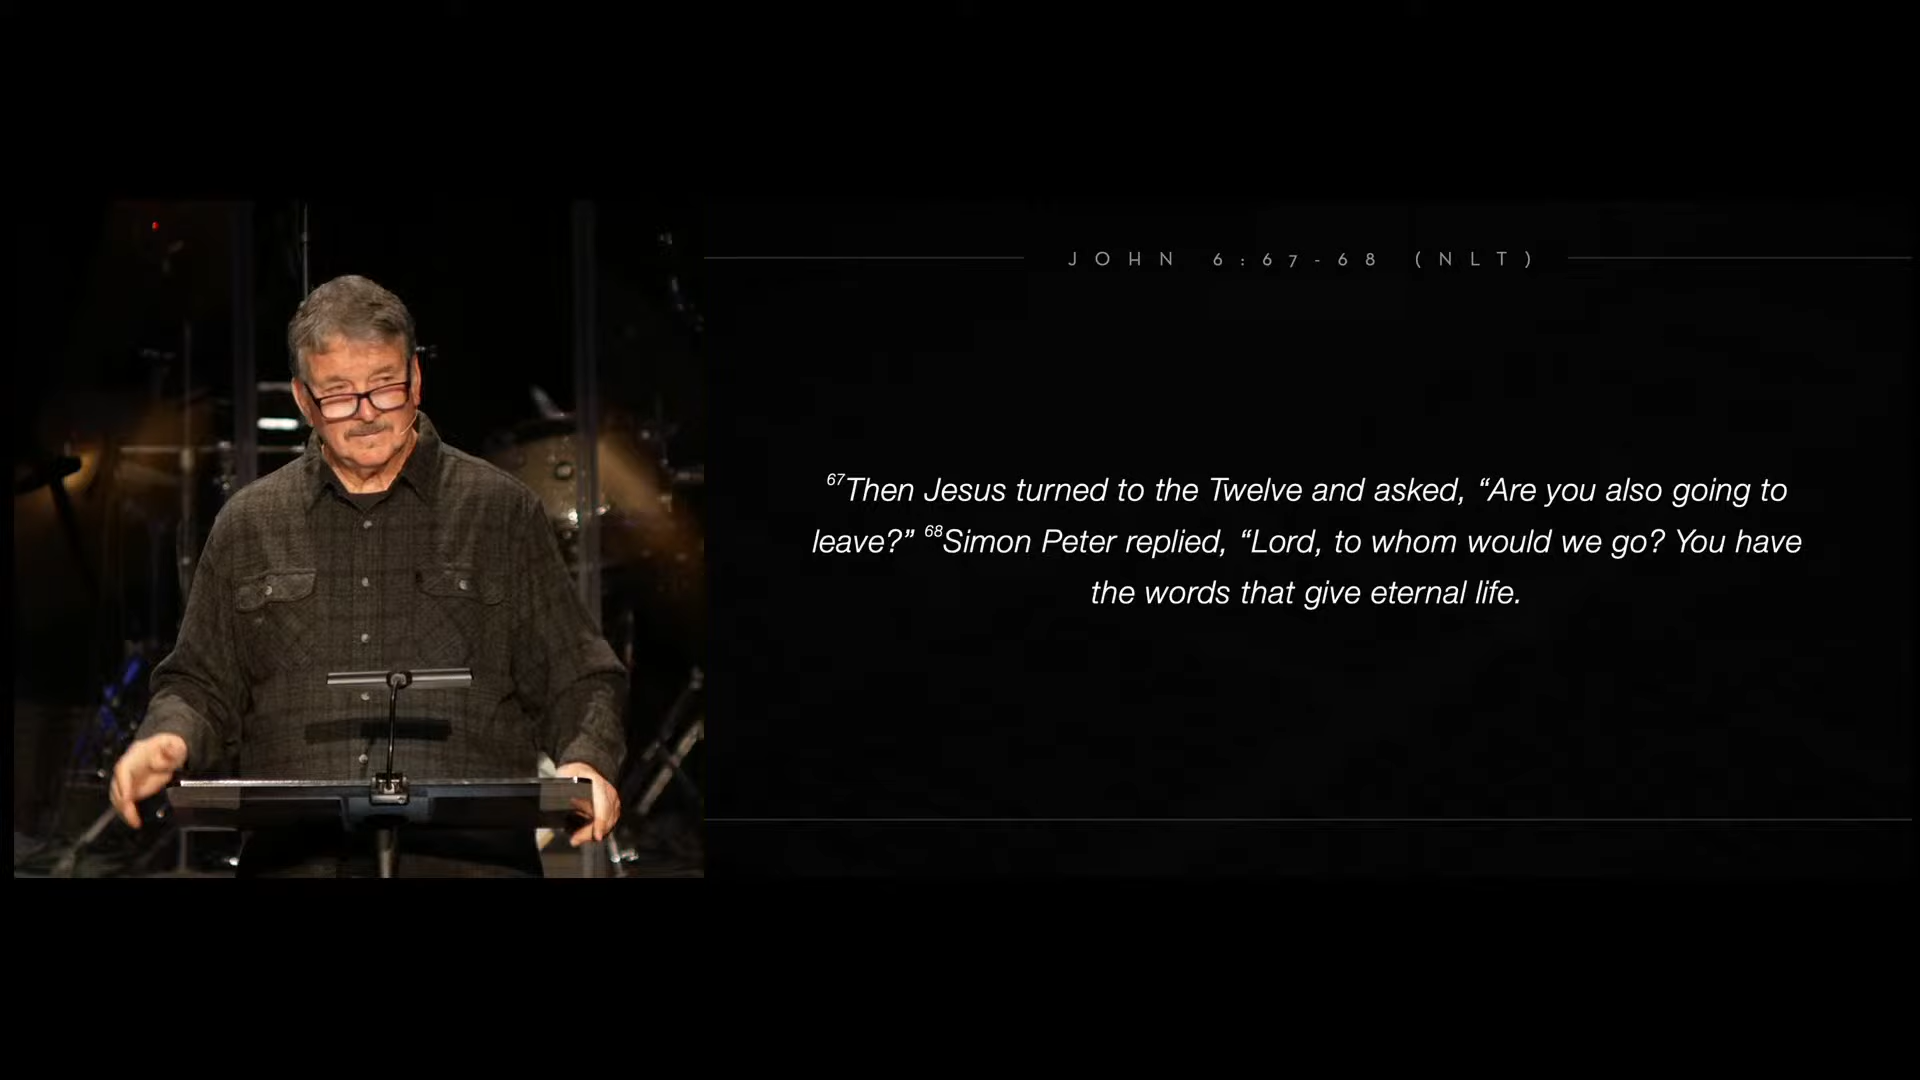 JOHN 6:67-68 (NLT)
67Then Jesus turned to the Twelve and asked, “Are you also going to
leave?” 68Simon Peter replied, “Lord, to whom would we go? You have
the words that give eternal life.